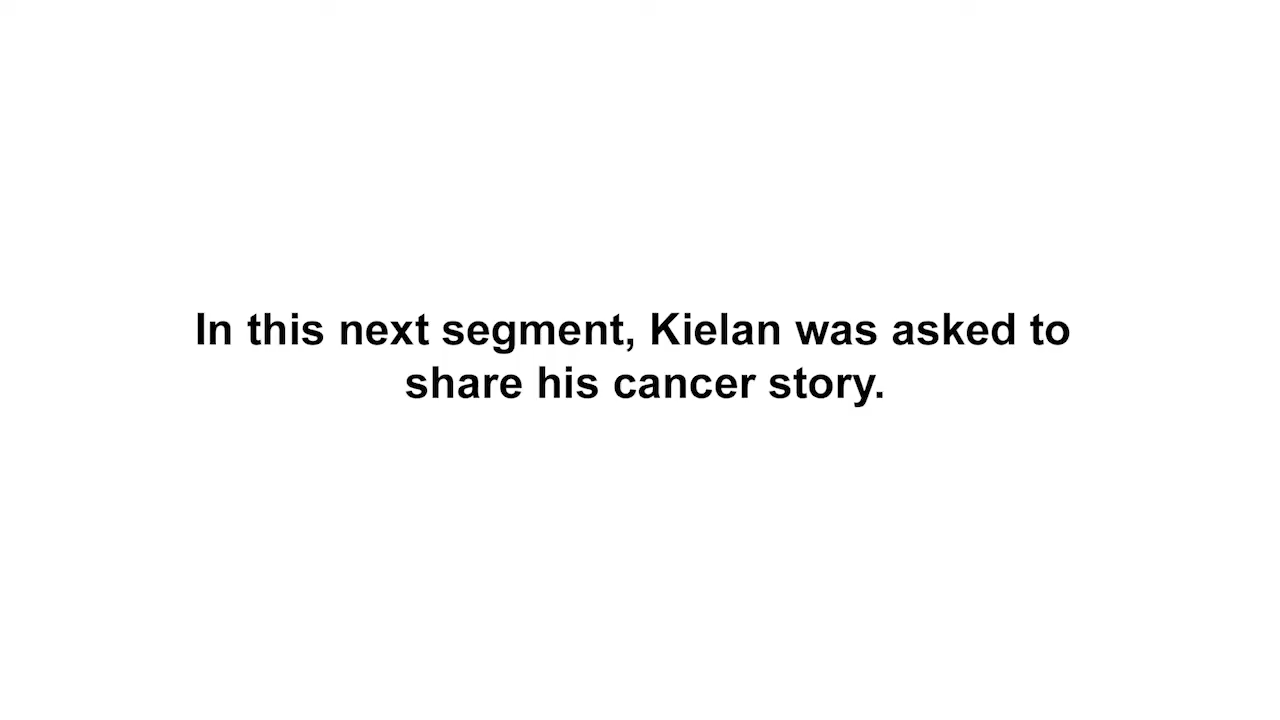 In this next segment, Kielan was asked to
share his cancer story.